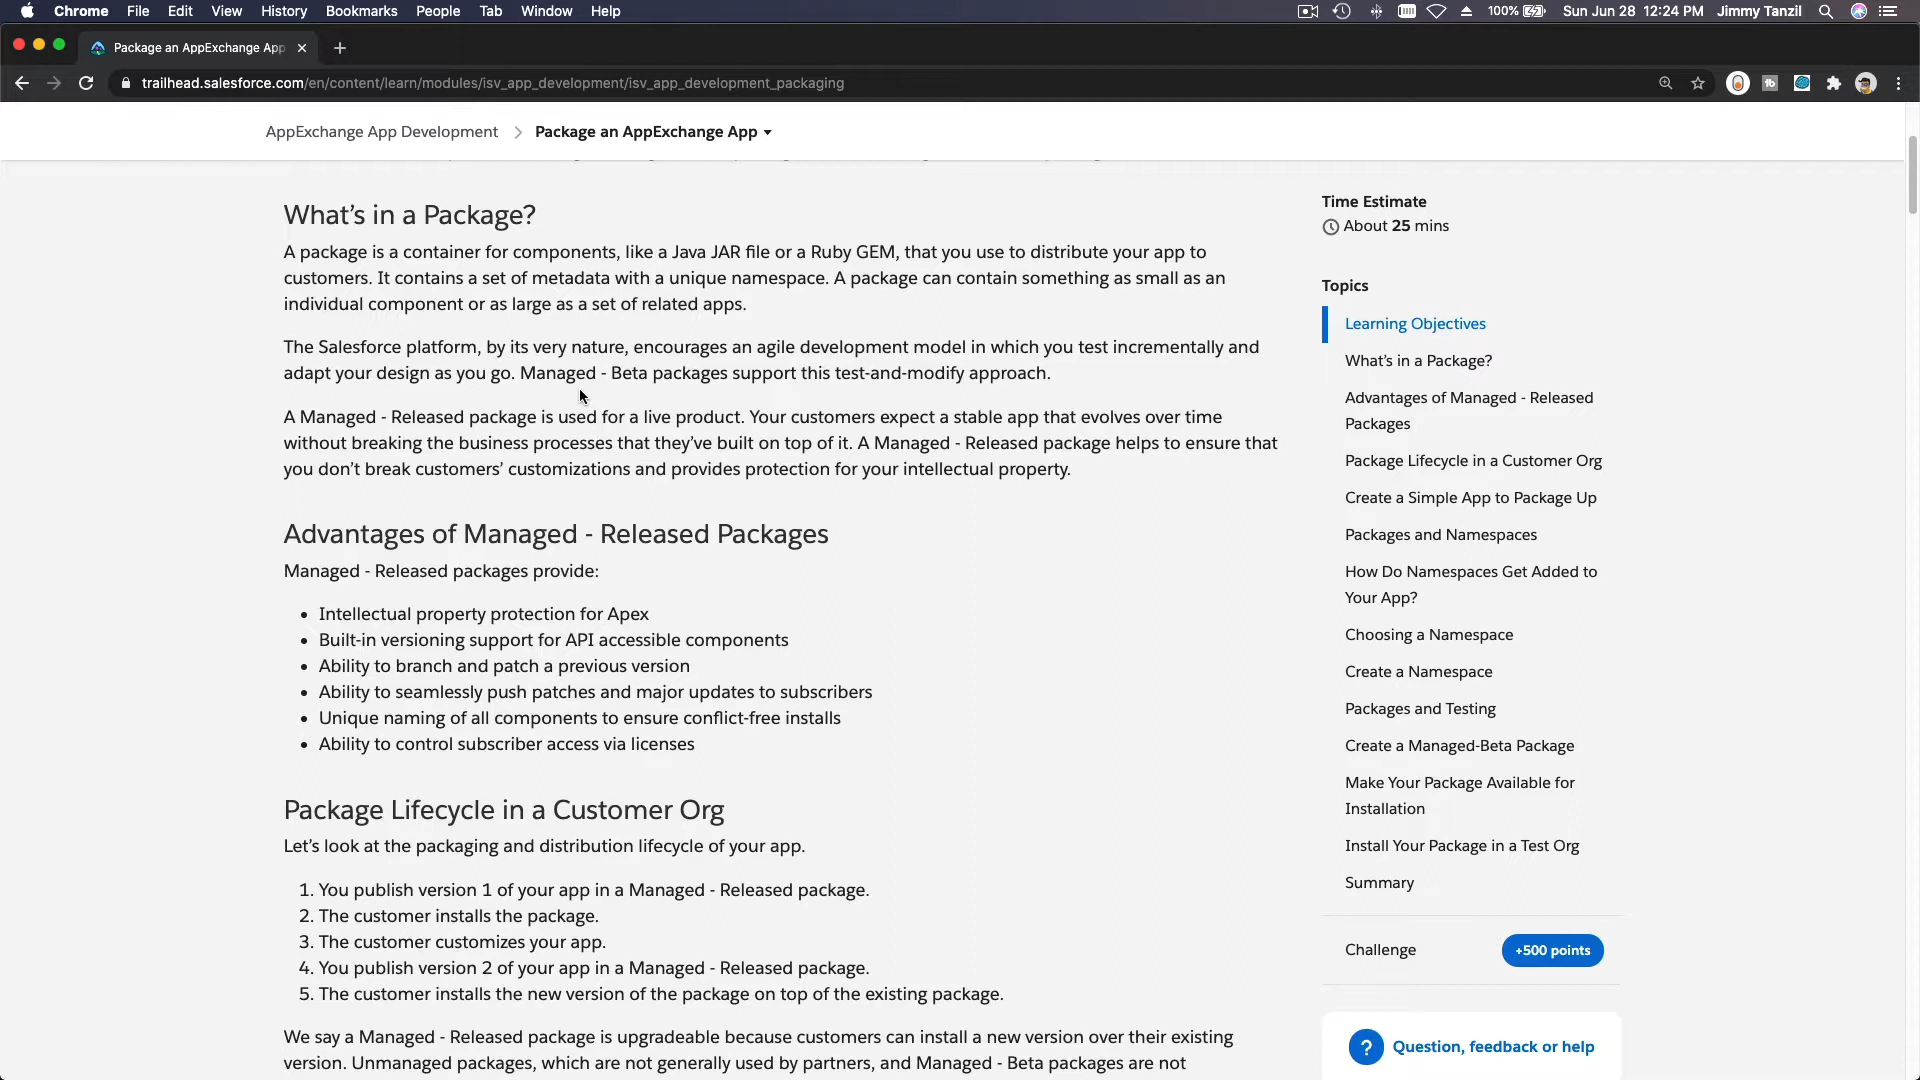 Chrome File Edit View History Bookmarks People Tab Window Help 100% Sun Jun 28 12:24 PM Jimmy Tanzil
Package an AppExchange App
trailhead.salesforce.com/en/content/learn/modules/isv_app_development/isv_app_development_packaging
AppExchange App Development Package an AppExchange App
What's in a Package?
A package is a container for components, like a Java JAR file or a Ruby GEM, that you use to distribute your app to
customers. It contains a set of metadata with a unique namespace. A package can contain something as small as an
individual component or as large as a set of related apps.
The Salesforce platform, by its very nature, encourages an agile development model in which you test incrementally and
adapt your design as you go. Managed - Beta packages support this test-and-modify approach.
A Managed - Released package is used for a live product. Your customers expect a stable app that evolves over time
without breaking the business processes that they've built on top of it. A Managed - Released package helps to ensure that
you don't break customers' customizations and provides protection for your intellectual property.
Advantages of Managed - Released Packages
Managed - Released packages provide:
• Intellectual property protection for Apex
• Built-in versioning support for API accessible components
• Ability to branch and patch a previous version
• Ability to seamlessly push patches and major updates to subscribers
• Unique naming of all components to ensure conflict-free installs
• Ability to control subscriber access via licenses
Package Lifecycle in a Customer Org
Let's look at the packaging and distribution lifecycle of your app.
1. You publish version 1 of your app in a Managed - Released package.
2. The customer installs the package.
3. The customer customizes your app.
4. You publish version 2 of your app in a Managed - Released package.
5. The customer installs the new version of the package on top of the existing package.
We say a Managed - Released package is upgradeable because customers can install a new version over their existing
version. Unmanaged packages, which are not generally used by partners, and Managed - Beta packages are not
Time Estimate
About 25 mins
Topics
Learning Objectives
What's in a Package?
Advantages of Managed - Released
Packages
Package Lifecycle in a Customer Org
Create a Simple App to Package Up
Packages and Namespaces
How Do Namespaces Get Added to
Your App?
Choosing a Namespace
Create a Namespace
Packages and Testing
Create a Managed-Beta Package
Make Your Package Available for
Installation
Install Your Package in a Test Org
Summary
Challenge +500 points
? Question, feedback or help